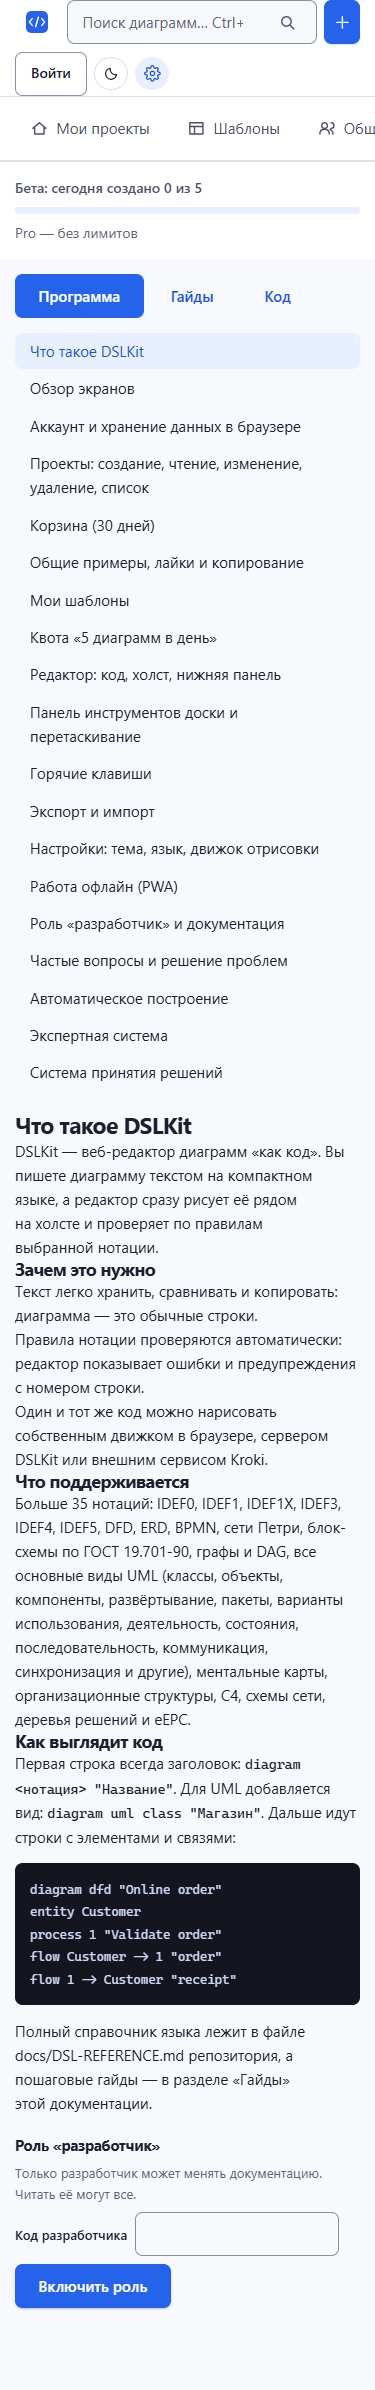 </>
Поиск диаграмм… Ctrl+
Войти
Мои проекты
Шаблоны
Общ
Бета: сегодня создано 0 из 5
Pro — без лимитов
Программа
Гайды
Код
Что такое DSLKit
Обзор экранов
Аккаунт и хранение данных в браузере
Проекты: создание, чтение, изменение,
удаление, список
Корзина (30 дней)
Общие примеры, лайки и копирование
Мои шаблоны
Квота «5 диаграмм в день»
Редактор: код, холст, нижняя панель
Панель инструментов доски и
перетаскивание
Горячие клавиши
Экспорт и импорт
Настройки: тема, язык, движок отрисовки
Работа офлайн (PWA)
Роль «разработчик» и документация
Частые вопросы и решение проблем
Автоматическое построение
Экспертная система
Система принятия решений
Что такое DSLKit
DSLKit — веб-редактор диаграмм «как код». Вы
пишете диаграмму текстом на компактном
языке, а редактор сразу рисует её рядом
на холсте и проверяет по правилам
выбранной нотации.
Зачем это нужно
Текст легко хранить, сравнивать и копировать:
диаграмма — это обычные строки.
Правила нотации проверяются автоматически:
редактор показывает ошибки и предупреждения
с номером строки.
Один и тот же код можно нарисовать
собственным движком в браузере, сервером
DSLKit или внешним сервисом Kroki.
Что поддерживается
Больше 35 нотаций: IDEF0, IDEF1, IDEF1X, IDEF3,
IDEF4, IDEF5, DFD, ERD, BPMN, сети Петри, блок-
схемы по ГОСТ 19.701-90, графы и DAG, все
основные виды UML (классы, объекты,
компоненты, развёртывание, пакеты, варианты
использования, деятельность, состояния,
последовательность, коммуникация,
синхронизация и другие), ментальные карты,
организационные структуры, C4, схемы сети,
деревья решений и eEPC.
Как выглядит код
Первая строка всегда заголовок: diagram
<нотация> "Название". Для UML добавляется
вид: diagram uml class "Магазин". Дальше идут
строки с элементами и связями:
diagram dfd "Online order"
entity Customer
process 1 "Validate order"
flow Customer -> 1 "order"
flow 1 -> Customer "receipt"
Полный справочник языка лежит в файле
docs/DSL-REFERENCE.md репозитория, а
пошаговые гайды — в разделе «Гайды»
этой документации.
Роль «разработчик»
Только разработчик может менять документацию.
Читать её могут все.
Код разработчика
Включить роль